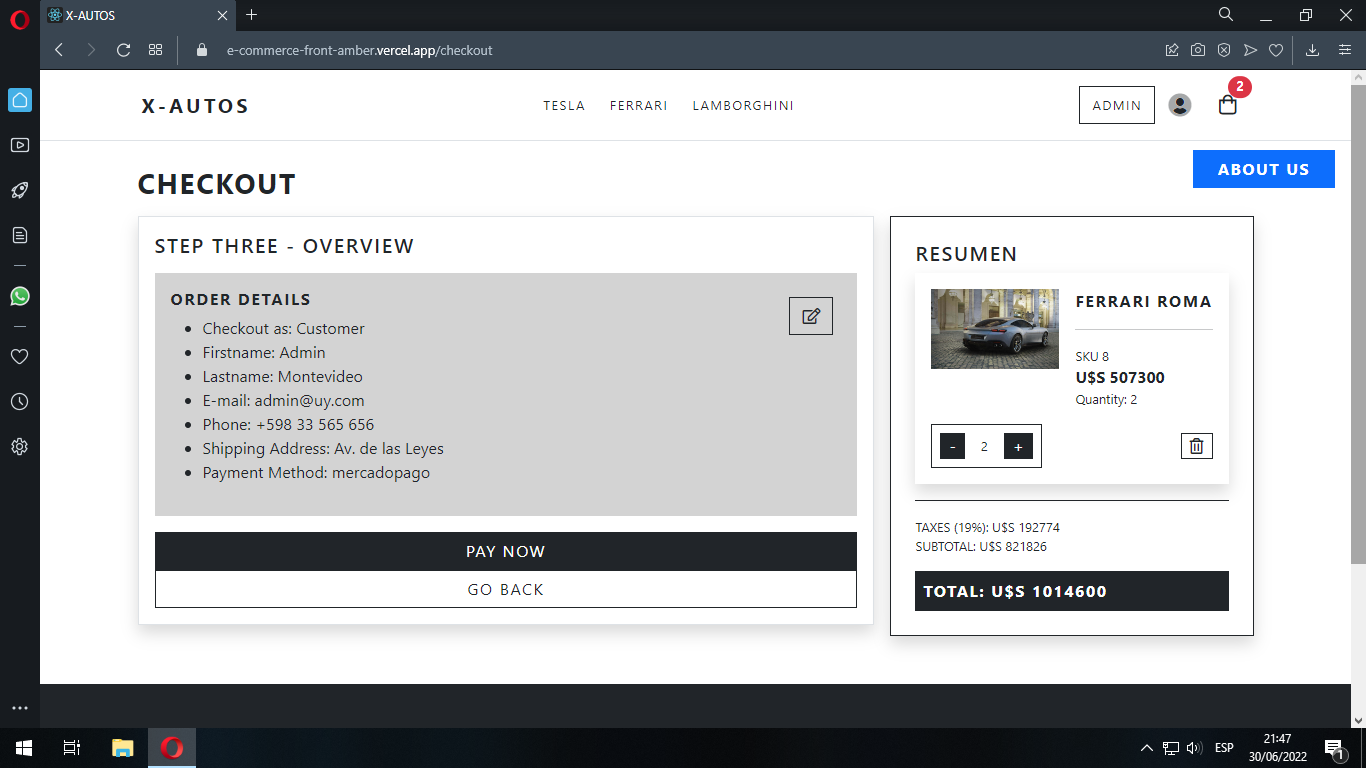 X-AUTOS
e-commerce-front-amber.vercel.app/checkout
X-AUTOS
TESLA
FERRARI
LAMBORGHINI
ADMIN
2
ABOUT US
CHECKOUT
STEP THREE - OVERVIEW
ORDER DETAILS
Checkout as: Customer
Firstname: Admin
Lastname: Montevideo
E-mail: admin@uy.com
Phone: +598 33 565 656
Shipping Address: Av. de las Leyes
Payment Method: mercadopago
PAY NOW
GO BACK
RESUMEN
FERRARI ROMA
SKU 8
U$S 507300
Quantity: 2
- 2 +
TAXES (19%): U$S 192774
SUBTOTAL: U$S 821826
TOTAL: U$S 1014600
ESP
21:47
30/06/2022
1